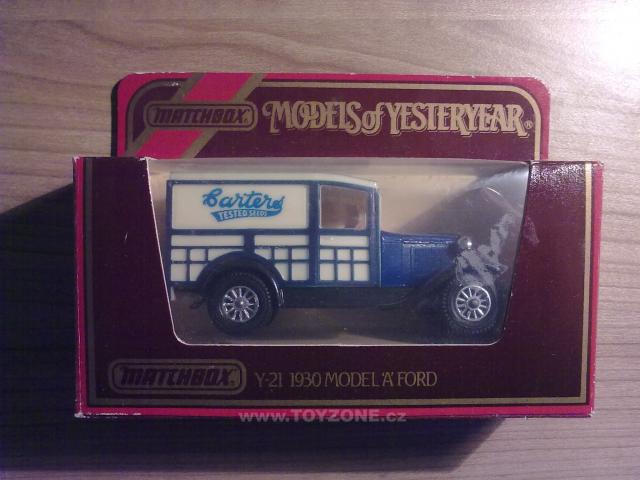 MATCHBOX MODELS of YESTERYEAR®
Carters
TESTED SEEDS
MATCHBOX Y-21 1930 MODEL 'A' FORD
www.TOYZONE.cz